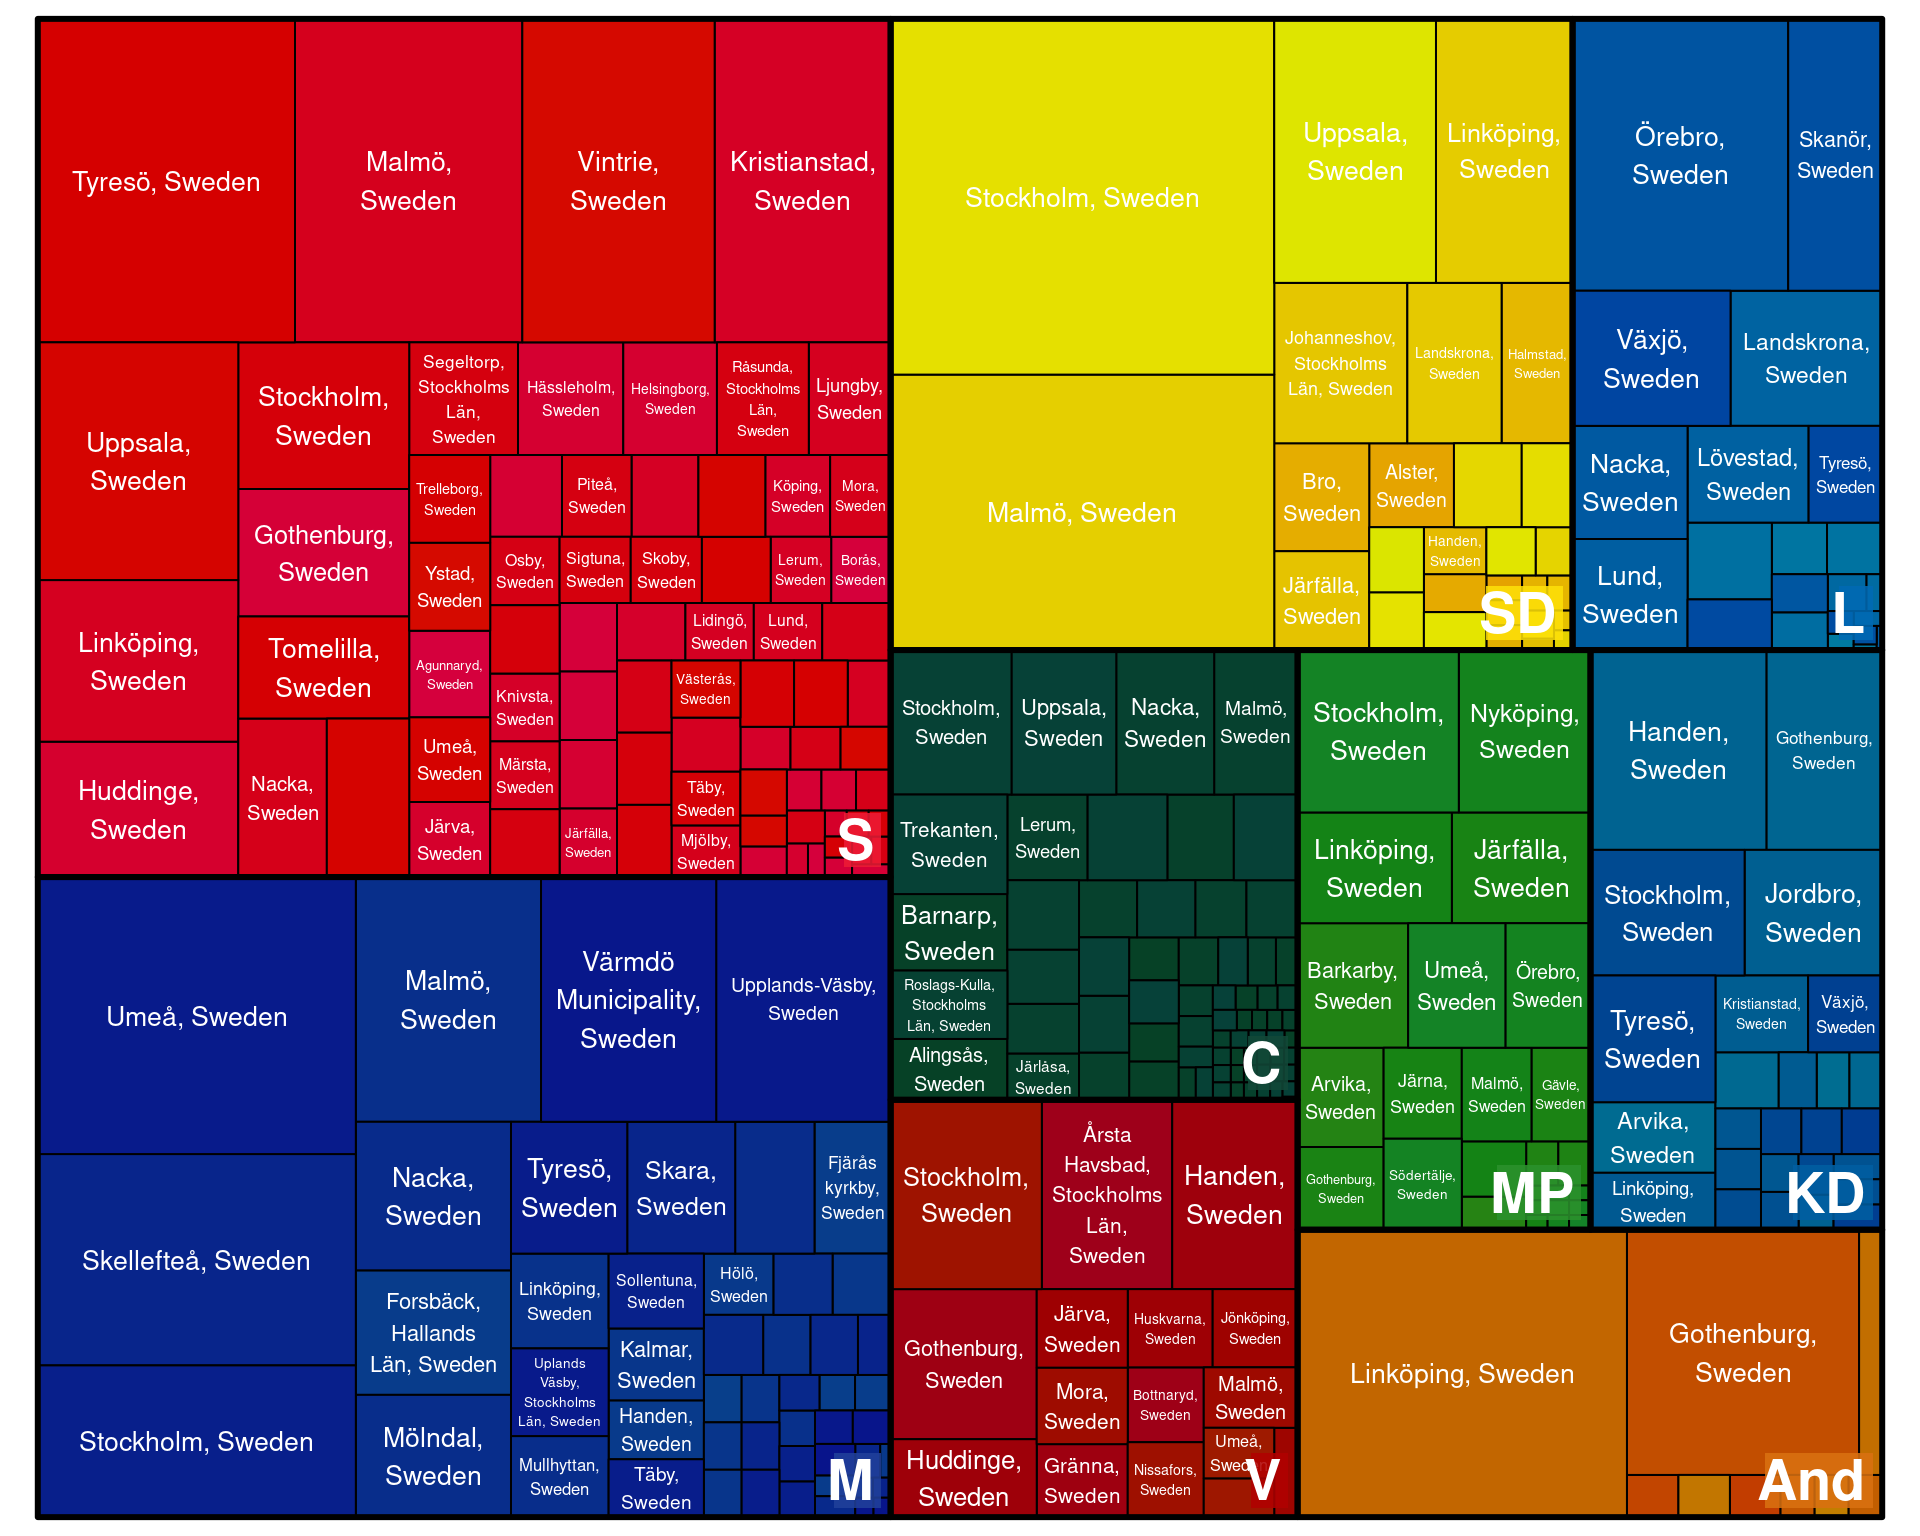 Tyresö, Sweden
Malmö,
Sweden
Vintrie,
Sweden
Kristianstad,
Sweden
Uppsala,
Sweden
Linköping,
Sweden
Huddinge,
Sweden
Stockholm,
Sweden
Gothenburg,
Sweden
Tomelilla,
Sweden
Nacka,
Sweden
Segeltorp,
Stockholms
Län,
Sweden
Hässleholm,
Sweden
Helsingborg,
Sweden
Råsunda,
Stockholms
Län,
Sweden
Ljungby,
Sweden
Trelleborg,
Sweden
Piteå,
Sweden
Köping,
Sweden
Mora,
Sweden
Ystad,
Sweden
Osby,
Sweden
Sigtuna,
Sweden
Skoby,
Sweden
Lerum,
Sweden
Borås,
Sweden
Agunnaryd,
Sweden
Lidingö,
Sweden
Lund,
Sweden
Knivsta,
Sweden
Västerås,
Sweden
Umeå,
Sweden
Märsta,
Sweden
Täby,
Sweden
Järva,
Sweden
Järfälla,
Sweden
Mjölby,
Sweden
S
Stockholm, Sweden
Malmö, Sweden
Uppsala,
Sweden
Linköping,
Sweden
Johanneshov,
Stockholms
Län, Sweden
Landskrona,
Sweden
Halmstad,
Sweden
Bro,
Sweden
Alster,
Sweden
Järfälla,
Sweden
Handen,
Sweden
SD
Örebro,
Sweden
Skanör,
Sweden
Växjö,
Sweden
Landskrona,
Sweden
Nacka,
Sweden
Lövestad,
Sweden
Tyresö,
Sweden
Lund,
Sweden
L
Umeå, Sweden
Skellefteå, Sweden
Stockholm, Sweden
Malmö,
Sweden
Värmdö
Municipality,
Sweden
Upplands-Väsby,
Sweden
Nacka,
Sweden
Forsbäck,
Hallands
Län, Sweden
Mölndal,
Sweden
Tyresö,
Sweden
Skara,
Sweden
Fjärås
kyrkby,
Sweden
Linköping,
Sweden
Sollentuna,
Sweden
Hölö,
Sweden
Uplands
Väsby,
Stockholms
Län, Sweden
Kalmar,
Sweden
Handen,
Sweden
Mullhyttan,
Sweden
Täby,
Sweden
M
Stockholm,
Sweden
Uppsala,
Sweden
Nacka,
Sweden
Malmö,
Sweden
Trekanten,
Sweden
Lerum,
Sweden
Barnarp,
Sweden
Roslags-Kulla,
Stockholms
Län, Sweden
Alingsås,
Sweden
Järlåsa,
Sweden
C
Stockholm,
Sweden
Årsta
Havsbad,
Stockholms
Län,
Sweden
Handen,
Sweden
Gothenburg,
Sweden
Huddinge,
Sweden
Järva,
Sweden
Huskvarna,
Sweden
Jönköping,
Sweden
Mora,
Sweden
Bottnaryd,
Sweden
Malmö,
Sweden
Gränna,
Sweden
Nissafors,
Sweden
Umeå,
Sweden
V
Stockholm,
Sweden
Nyköping,
Sweden
Linköping,
Sweden
Järfälla,
Sweden
Barkarby,
Sweden
Umeå,
Sweden
Örebro,
Sweden
Arvika,
Sweden
Järna,
Sweden
Malmö,
Sweden
Gävle,
Sweden
Gothenburg,
Sweden
Södertälje,
Sweden
MP
Handen,
Sweden
Gothenburg,
Sweden
Stockholm,
Sweden
Jordbro,
Sweden
Tyresö,
Sweden
Kristianstad,
Sweden
Växjö,
Sweden
Arvika,
Sweden
Linköping,
Sweden
KD
Linköping, Sweden
Gothenburg,
Sweden
And